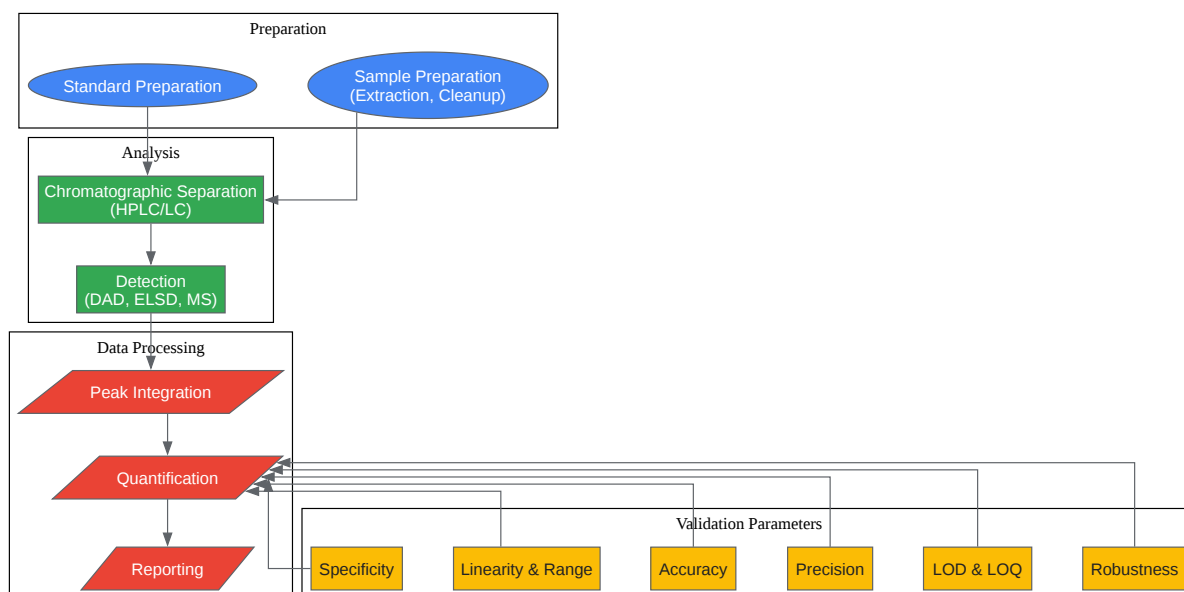 Preparation
Standard Preparation
Sample Preparation
(Extraction, Cleanup)
Analysis
Chromatographic Separation
(HPLC/LC)
Detection
(DAD, ELSD, MS)
Data Processing
Peak Integration
Quantification
Reporting
Validation Parameters
Specificity
Linearity & Range
Accuracy
Precision
LOD & LOQ
Robustness